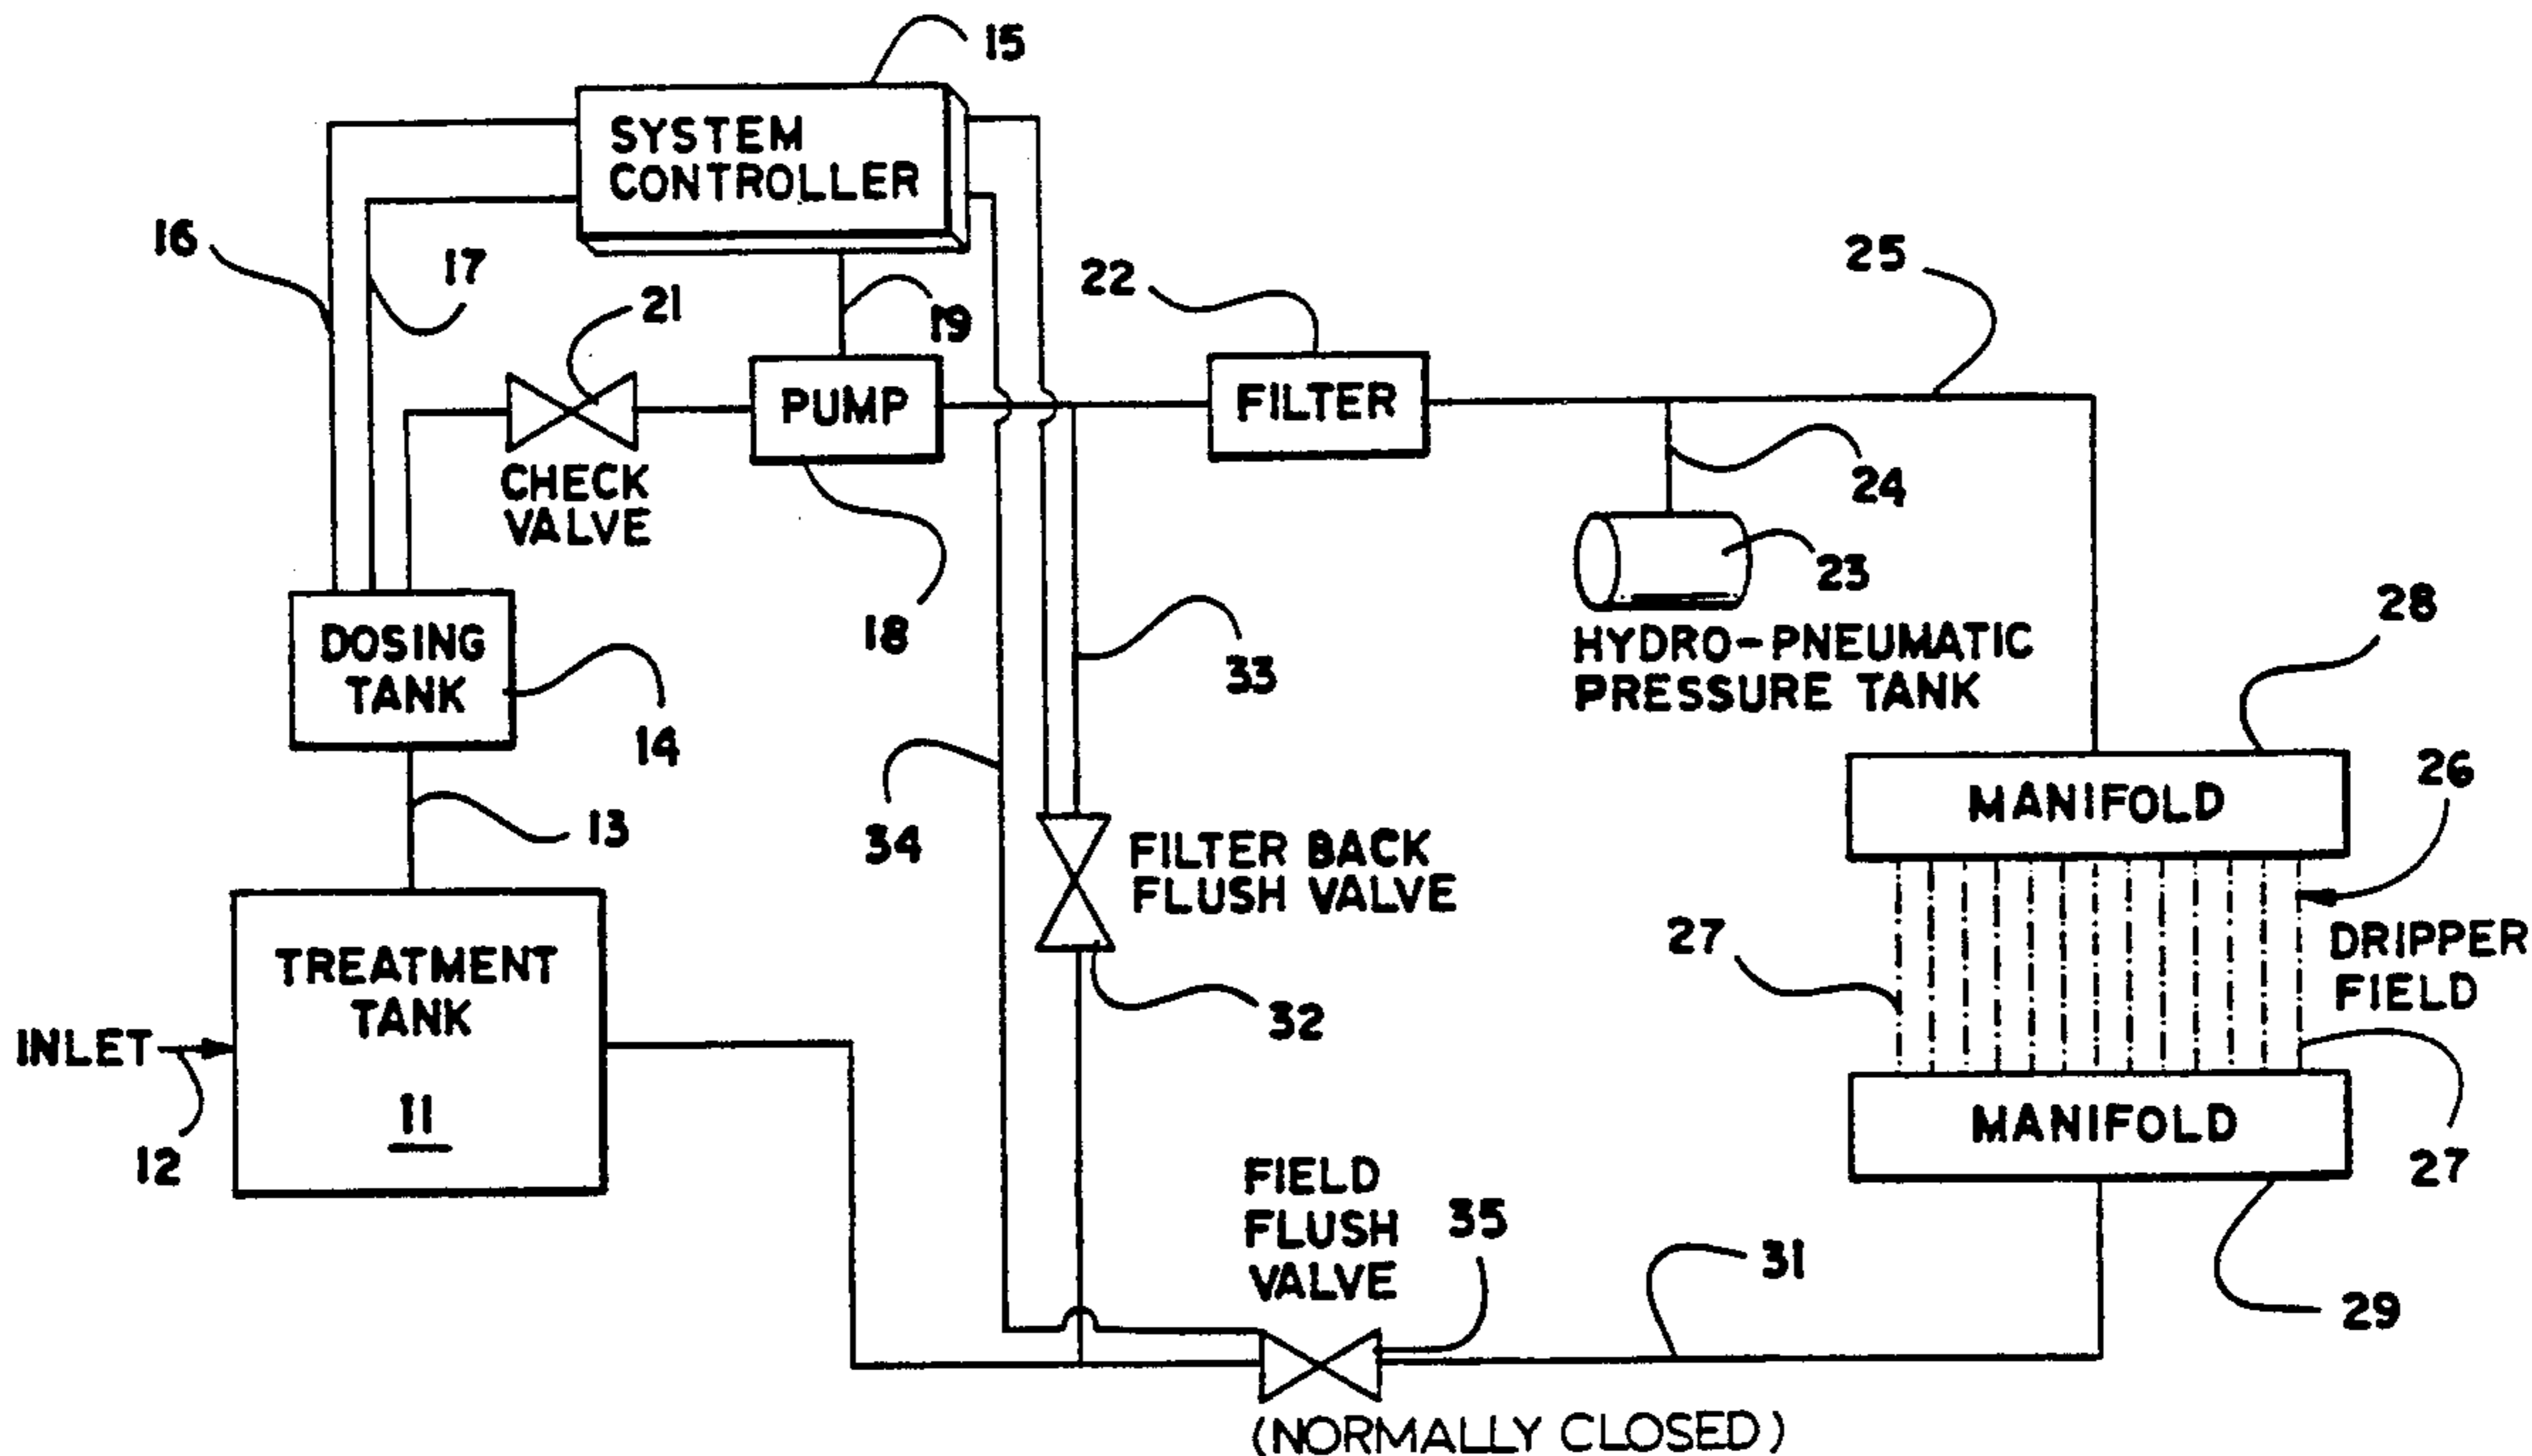 15
SYSTEM
CONTROLLER
16
17
21
19
22
25
PUMP
FILTER
CHECK
VALVE
24
23
18
33
HYDRO-PNEUMATIC
PRESSURE TANK
28
DOSING
TANK
14
26
MANIFOLD
13
34
FILTER BACK
FLUSH VALVE
27
DRIPPER
FIELD
TREATMENT
TANK
32
INLET
11
12
MANIFOLD
27
FIELD
FLUSH
VALVE
35
31
29
(NORMALLY CLOSED)